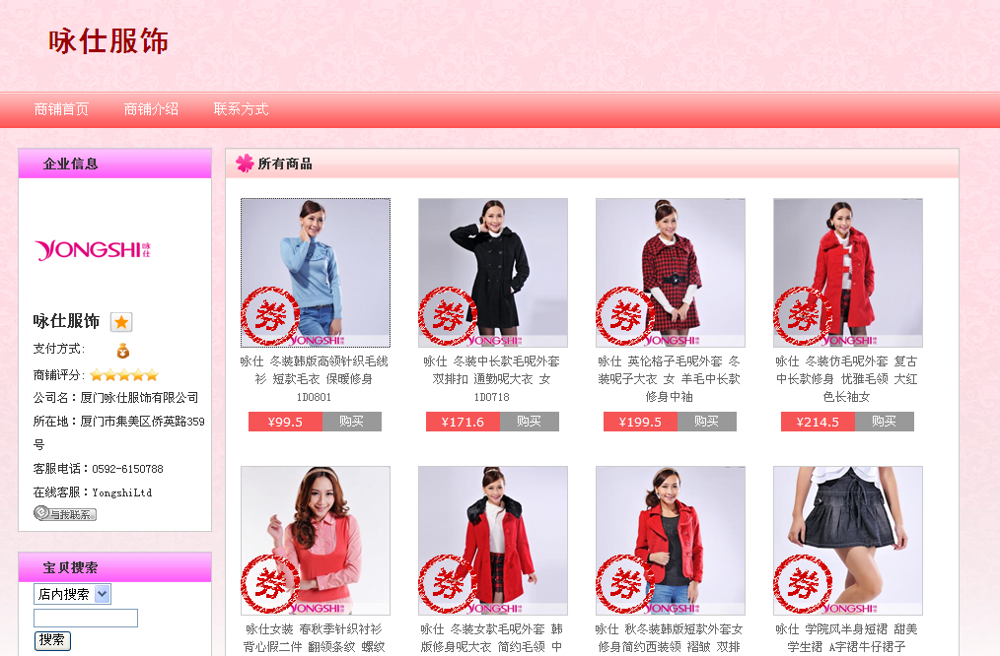 咏仕服饰
商铺首页 商铺介绍 联系方式
企业信息
YONGSHI 咏仕
咏仕服饰
支付方式:
商铺评分:
公司名：厦门咏仕服饰有限公司
所在地：厦门市集美区侨英路359
号
客服电话：0592-6150788
在线客服：YongshiLtd
与我联系
宝贝搜索
店内搜索
搜索
所有商品
券
YONGSHI
咏仕 冬装韩版高领针织毛线
衫 短款毛衣 保暖修身
1D0801
¥99.5 购买
券
YONGSHI
咏仕 冬装中长款毛呢外套
双排扣 通勤呢大衣 女
1D0718
¥171.6 购买
券
YONGSHI
咏仕 英伦格子毛呢外套 冬
装呢子大衣 女 羊毛中长款
修身中袖
¥199.5 购买
券
YONGSHI
咏仕 冬装仿毛呢外套 复古
中长款修身 优雅毛领 大红
色长袖女
¥214.5 购买
券
YONGSHI
咏仕女装 春秋季针织衬衫
背心假二件 翻领条纹 螺纹
券
YONGSHI
咏仕 冬装女款毛呢外套 韩
版修身毛呢大衣 简约毛领 中
券
YONGSHI
咏仕 秋冬装韩版短款外套女
修身简约西装领 褶皱 双排
券
YONGSHI
咏仕 学院风半身短裙 甜美
学生裙 A字裙牛仔裙子